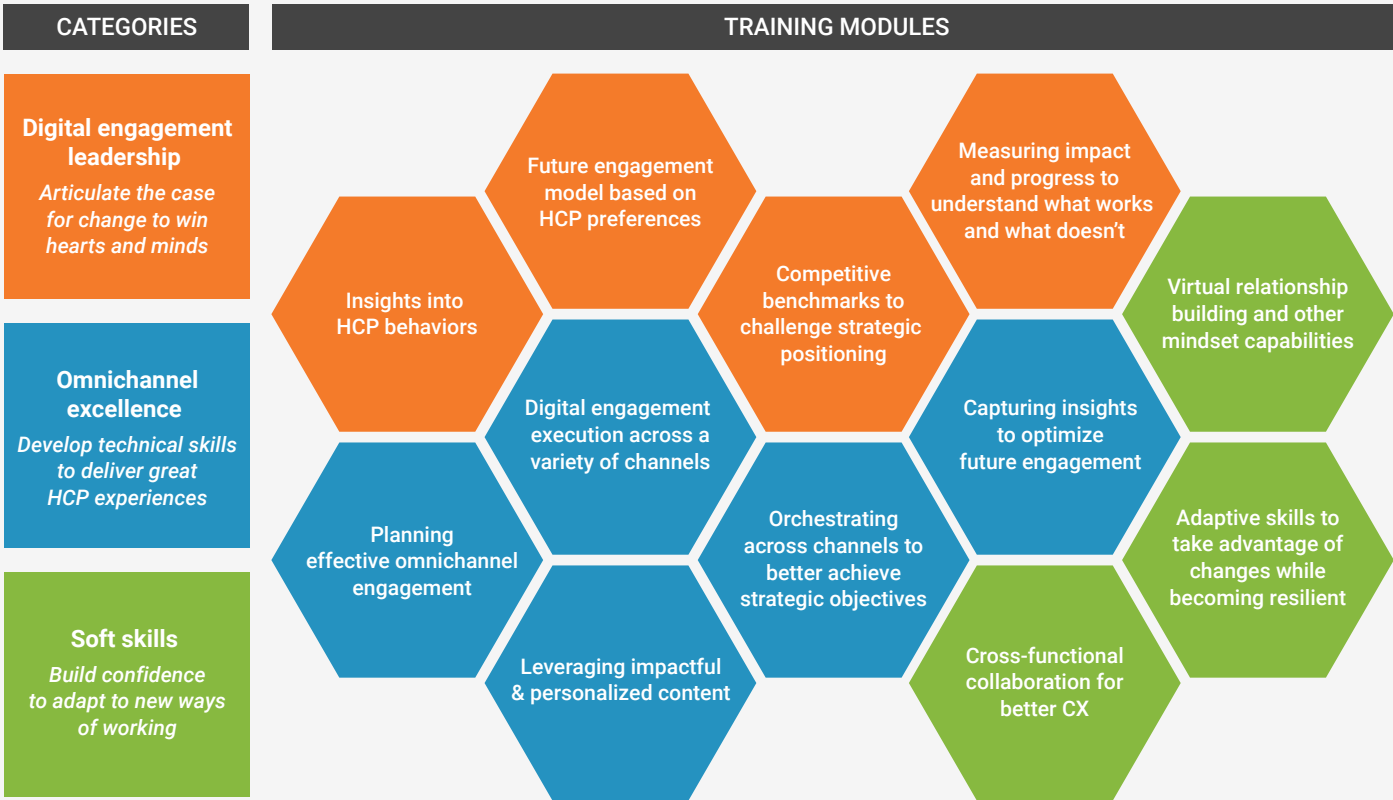 CATEGORIES
TRAINING MODULES
Digital engagement
leadership
Articulate the case
for change to win
hearts and minds
Omnichannel
excellence
Develop technical skills
to deliver great
HCP experiences
Soft skills
Build confidence
to adapt to new ways
of working
Insights into
HCP behaviors
Future engagement
model based on
HCP preferences
Competitive
benchmarks to
challenge strategic
positioning
Measuring impact
and progress to
understand what works
and what doesn’t
Virtual relationship
building and other
mindset capabilities
Planning
effective omnichannel
engagement
Digital engagement
execution across a
variety of channels
Orchestrating
across channels to
better achieve
strategic objectives
Capturing insights
to optimize
future engagement
Adaptive skills to
take advantage of
changes while
becoming resilient
Leveraging impactful
& personalized content
Cross-functional
collaboration for
better CX